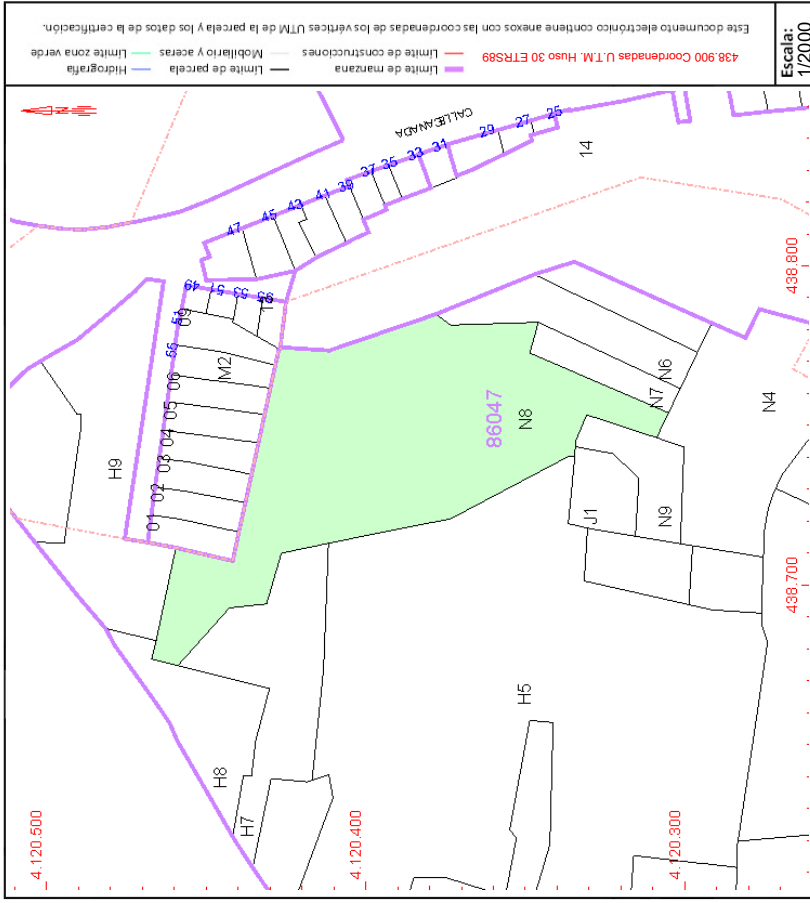 Este documento electrónico contiene anexos con las coordenadas de los vértices UTM de la parcela y los datos de la certificación.
438.900 Coordenadas U.T.M. Huso 30 ETRS89
Límite de manzana
Límite de parcela
Límite de construcciones
Mobiliario y aceras
Hidrografía
Límite zona verde
Escala:
1/2000
CALLE CANADA
47
45
43
41
39
37
35
33
31
29
27
25
14
438.800
49
51
53
51
09
55
M2
06
05
04
03
02
01
H9
86047
N8
N7
N6
N4
J1
N9
438.700
H5
H8
H7
4.120.500
4.120.400
4.120.300